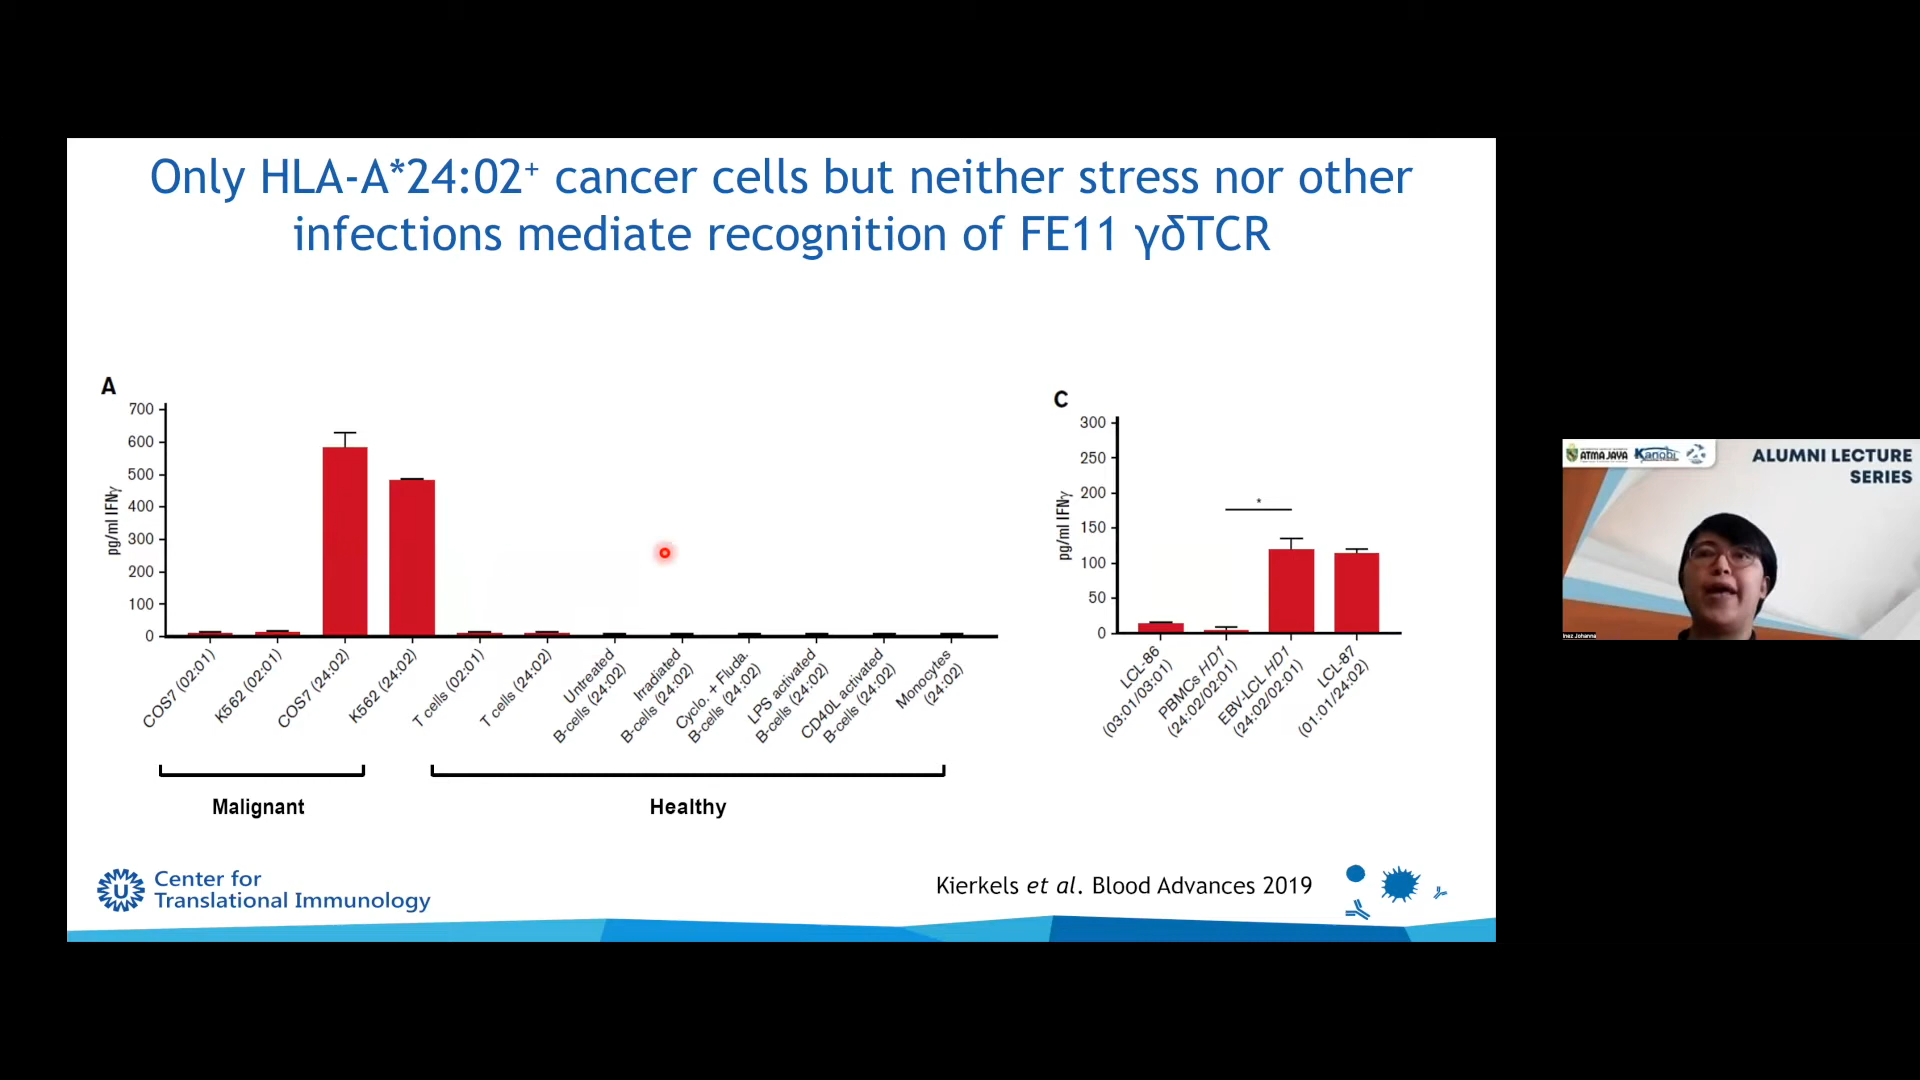 Only HLA-A*24:02⁺ cancer cells but neither stress nor other
infections mediate recognition of FE11 γδTCR
A
700
600
500
400
300
200
100
0
pg/ml IFNγ
COS7 (02:01)
K562 (02:01)
COS7 (24:02)
K562 (24:02)
T cells (02:01)
T cells (24:02)
Untreated
B-cells (24:02)
Irradiated
B-cells (24:02)
Cyclo. + Fluda.
B-cells (24:02)
LPS activated
B-cells (24:02)
CD40L activated
B-cells (24:02)
Monocytes
(24:02)
Malignant
Healthy
C
300
250
200
150
100
50
0
pg/ml IFNγ
*
LCL-86
(03:01/03:01)
PBMCs HD1
(24:02/02:01)
EBV-LCL HD1
(24:02/02:01)
LCL-87
(01:01/24:02)
Center for
Translational Immunology
U
Kierkels et al. Blood Advances 2019
ATMA JAYA
Kanobi
ALUMNI LECTURE
SERIES
Inez Johanna